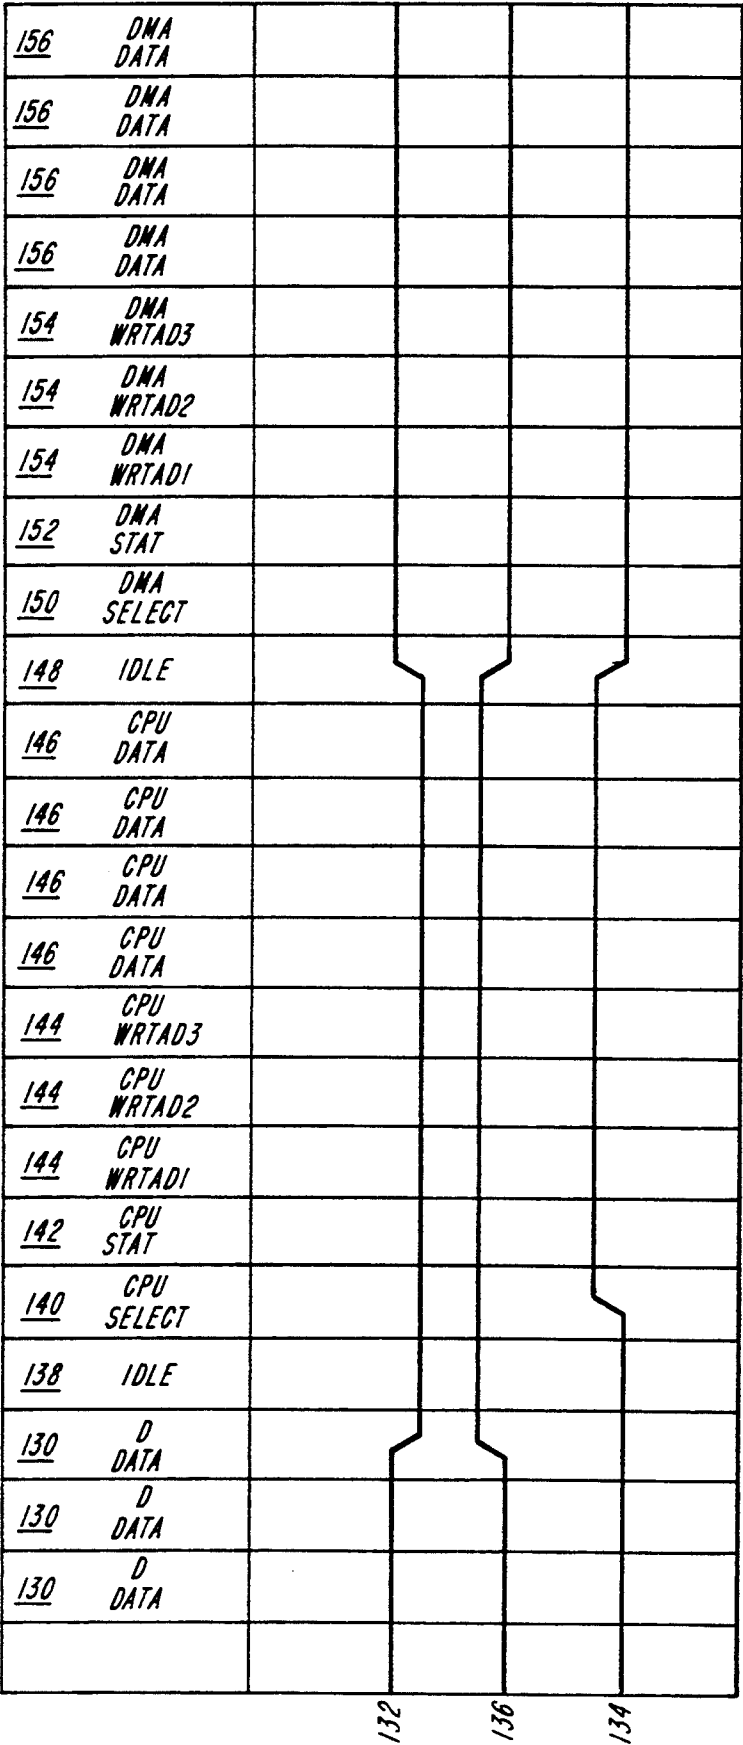 156 DMA DATA
156 DMA DATA
156 DMA DATA
156 DMA DATA
154 DMA WRTAD3
154 DMA WRTAD2
154 DMA WRTAD1
152 DMA STAT
150 DMA SELECT
148 IDLE
146 CPU DATA
146 CPU DATA
146 CPU DATA
146 CPU DATA
144 CPU WRTAD3
144 CPU WRTAD2
144 CPU WRTAD1
142 CPU STAT
140 CPU SELECT
138 IDLE
130 D DATA
130 D DATA
130 D DATA
132
136
134